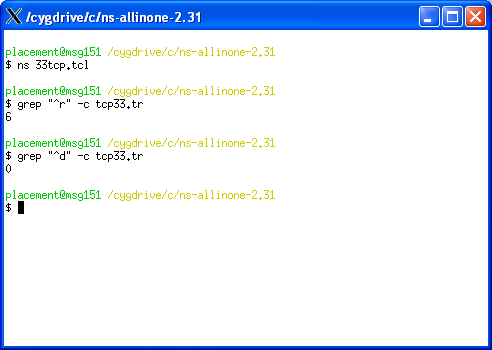 /cygdrive/c/ns-allinone-2.31
placement@msg151 /cygdrive/c/ns-allinone-2.31
$ ns 33tcp.tcl
placement@msg151 /cygdrive/c/ns-allinone-2.31
$ grep "^r" -c tcp33.tr
6
placement@msg151 /cygdrive/c/ns-allinone-2.31
$ grep "^d" -c tcp33.tr
0
placement@msg151 /cygdrive/c/ns-allinone-2.31
$